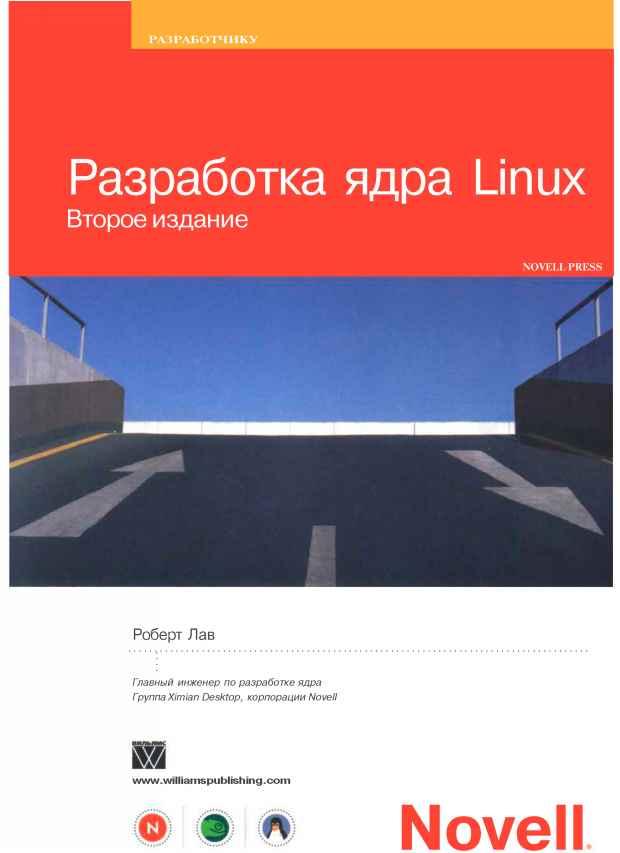 РАЗРАБОТЧИКУ
Разработка ядра Linux
Второе издание
NOVELL PRESS
Роберт Лав
Главный инженер по разработке ядра
Группа Ximian Desktop, корпорации Novell
ВИЛЬЯМС
W
www.williamspublishing.com
N
Novell.